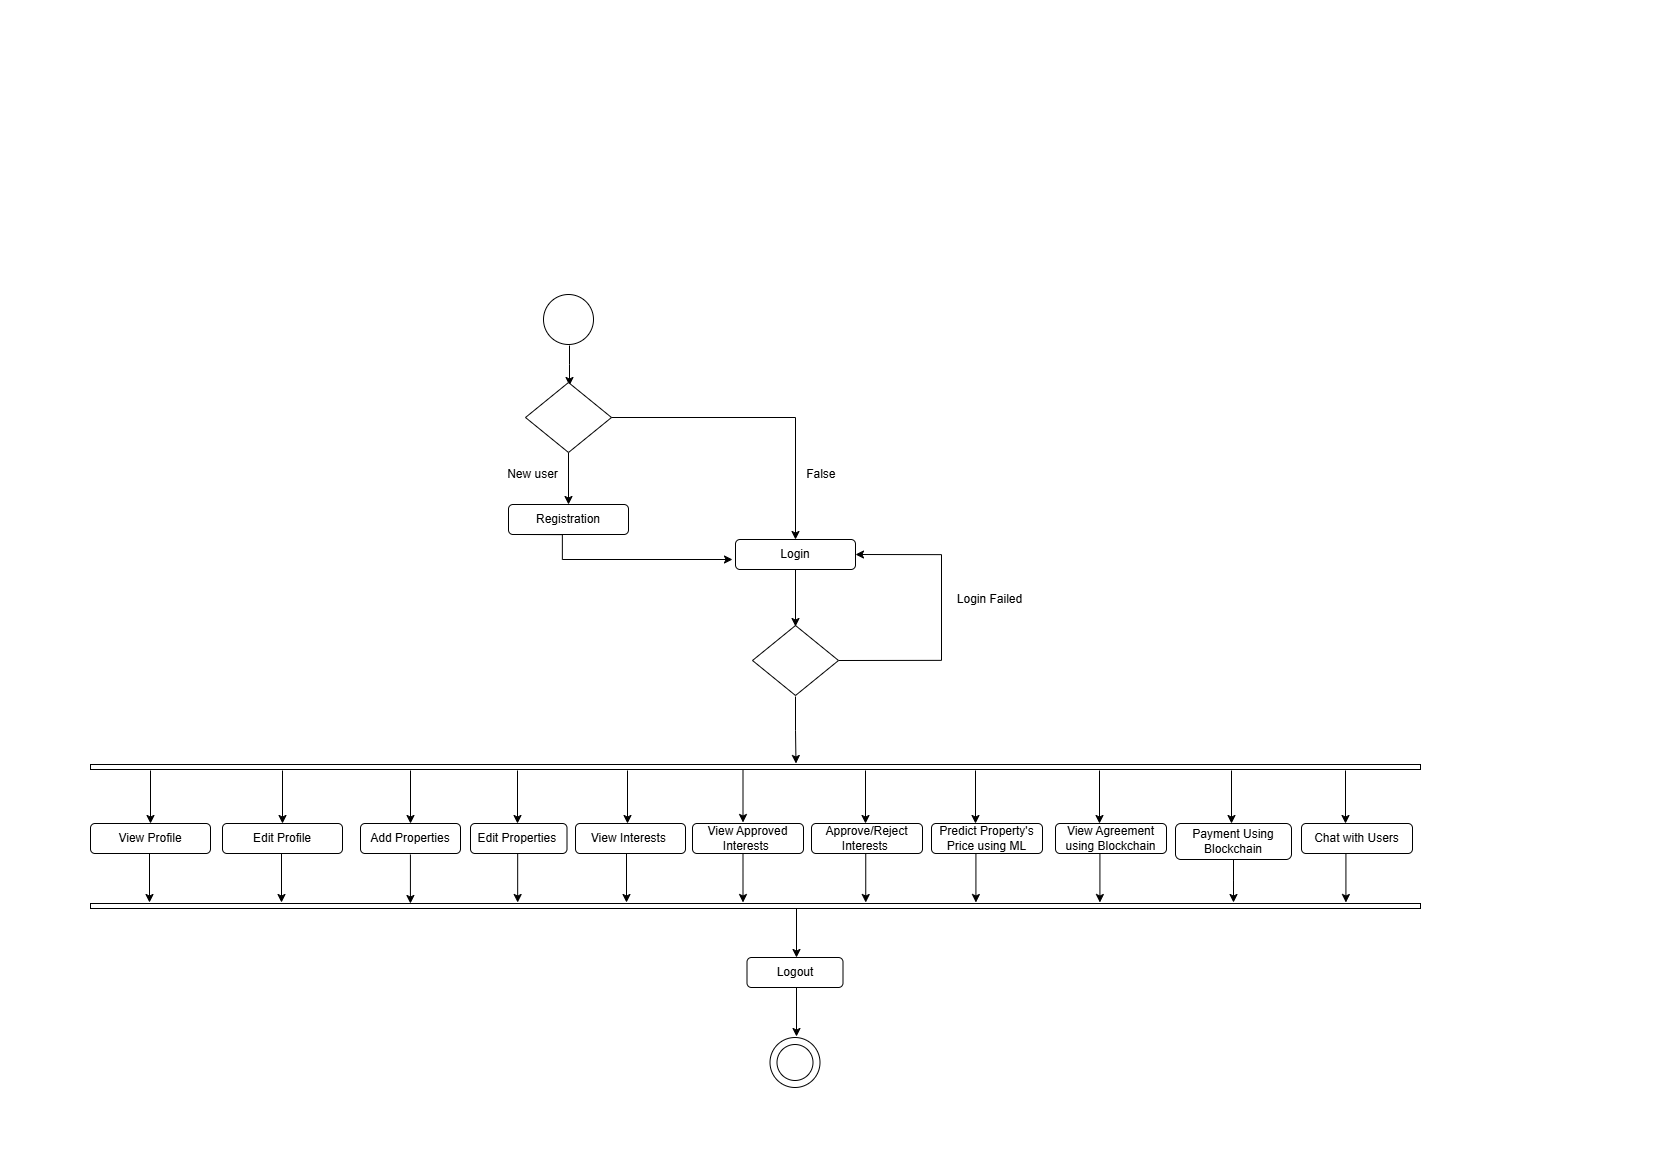 New user
False
Registration
Login
Login Failed
View Profile
Edit Profile
Add Properties
Edit Properties
View Interests
View Approved
Interests
Approve/Reject
Interests
Predict Property's
Price using ML
View Agreement
using Blockchain
Payment Using
Blockchain
Chat with Users
Logout